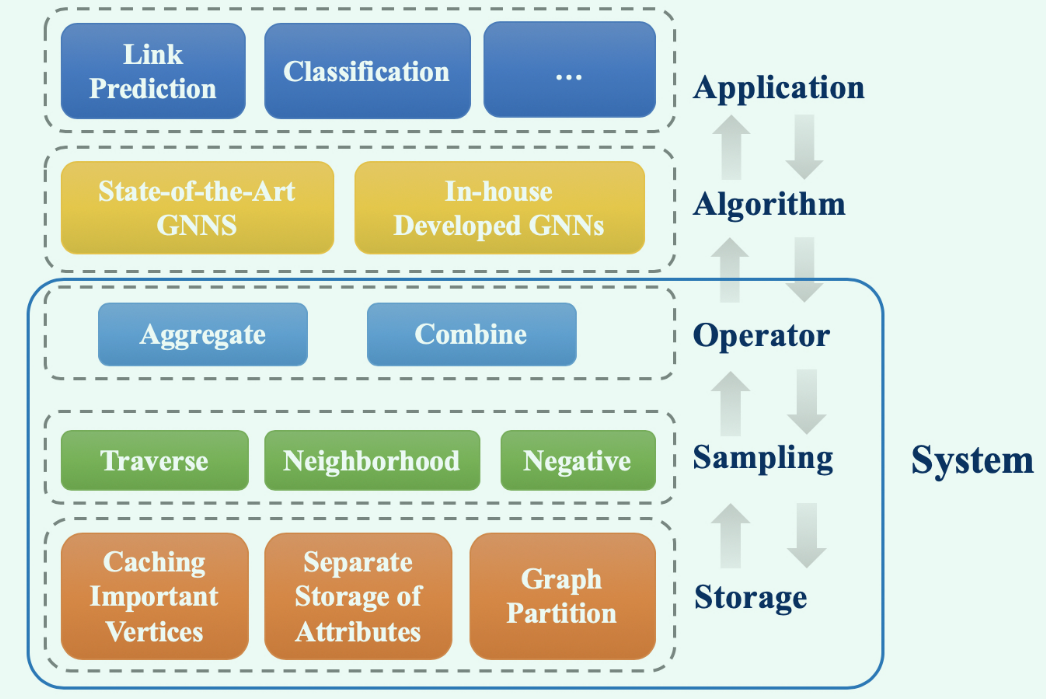 Link
Prediction
Classification
...
Application
State-of-the-Art
GNNS
In-house
Developed GNNs
Algorithm
Aggregate
Combine
Operator
Traverse
Neighborhood
Negative
Sampling
System
Caching
Important
Vertices
Separate
Storage of
Attributes
Graph
Partition
Storage